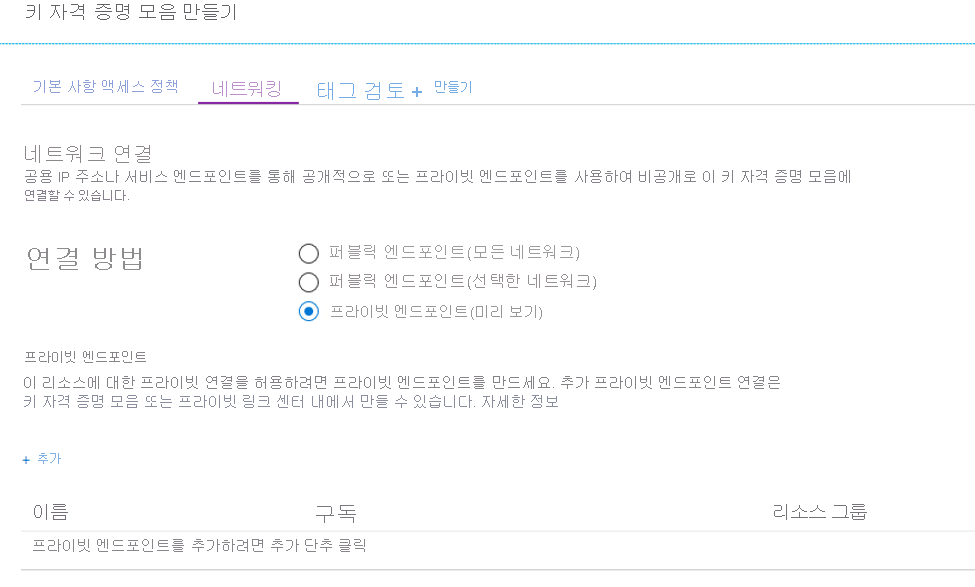 키 자격 증명 모음 만들기
기본 사항 액세스 정책 네트워킹 태그 검토 + 만들기
네트워크 연결
공용 IP 주소나 서비스 엔드포인트를 통해 공개적으로 또는 프라이빗 엔드포인트를 사용하여 비공개로 이 키 자격 증명 모음에
연결할 수 있습니다.
연결 방법
퍼블릭 엔드포인트(모든 네트워크)
퍼블릭 엔드포인트(선택한 네트워크)
프라이빗 엔드포인트(미리 보기)
프라이빗 엔드포인트
이 리소스에 대한 프라이빗 연결을 허용하려면 프라이빗 엔드포인트를 만드세요. 추가 프라이빗 엔드포인트 연결은
키 자격 증명 모음 또는 프라이빗 링크 센터 내에서 만들 수 있습니다. 자세한 정보
+ 추가
이름 구독 리소스 그룹
프라이빗 엔드포인트를 추가하려면 추가 단추 클릭